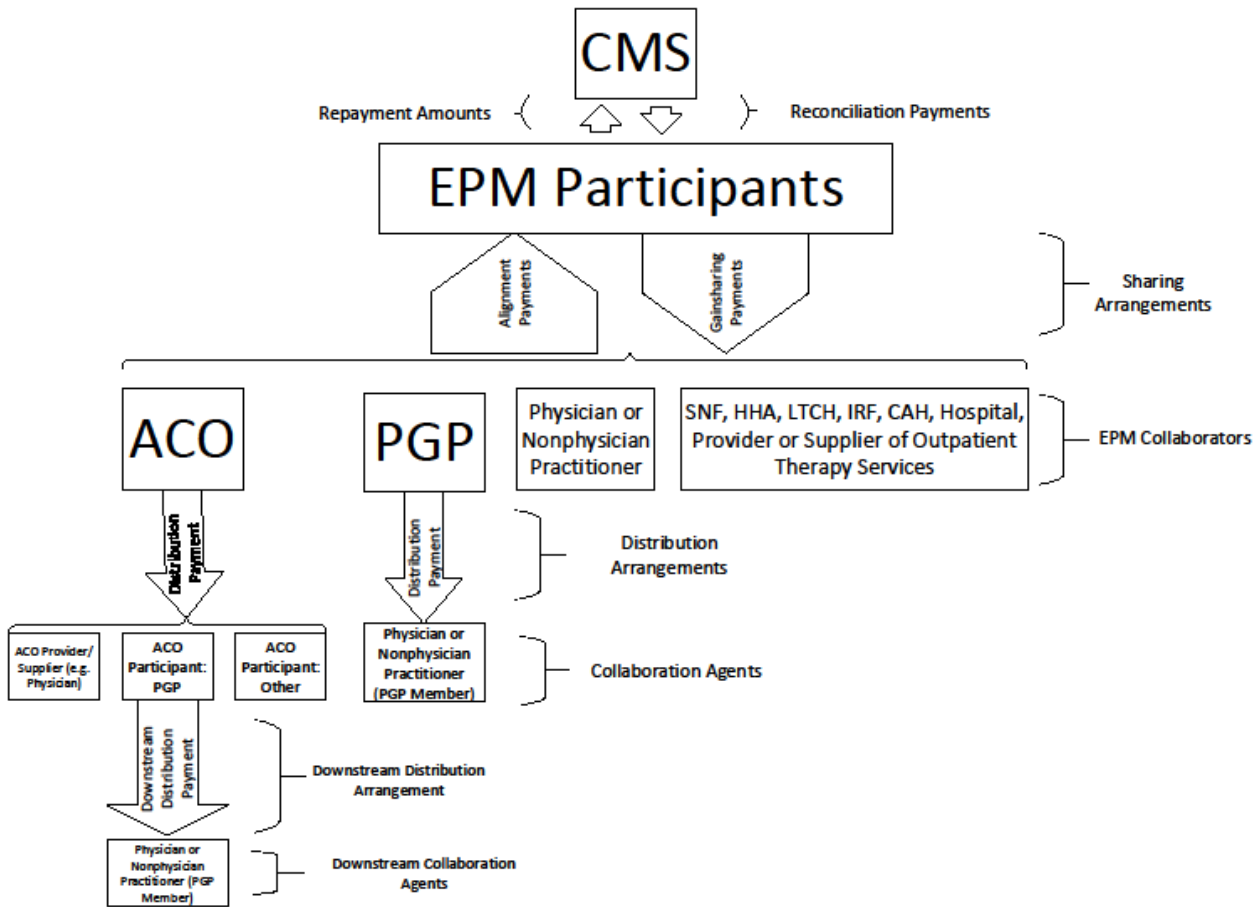 CMS
Repayment Amounts
Reconciliation Payments
EPM Participants
Alignment
Payments
Gainsharing
Payments
Sharing
Arrangements
ACO
PGP
Physician or
Nonphysician
Practitioner
SNF, HHA, LTCH, IRF, CAH, Hospital,
Provider or Supplier of Outpatient
Therapy Services
EPM Collaborators
Distribution
Payment
Distribution
Payment
Distribution
Arrangements
ACO Provider/
Supplier (e.g.
Physician)
ACO
Participant:
PGP
ACO
Participant:
Other
Physician or
Nonphysician
Practitioner
(PGP Member)
Collaboration Agents
Downstream
Distribution
Payment
Downstream Distribution
Arrangement
Physician or
Nonphysician
Practitioner (PGP
Member)
Downstream Collaboration
Agents